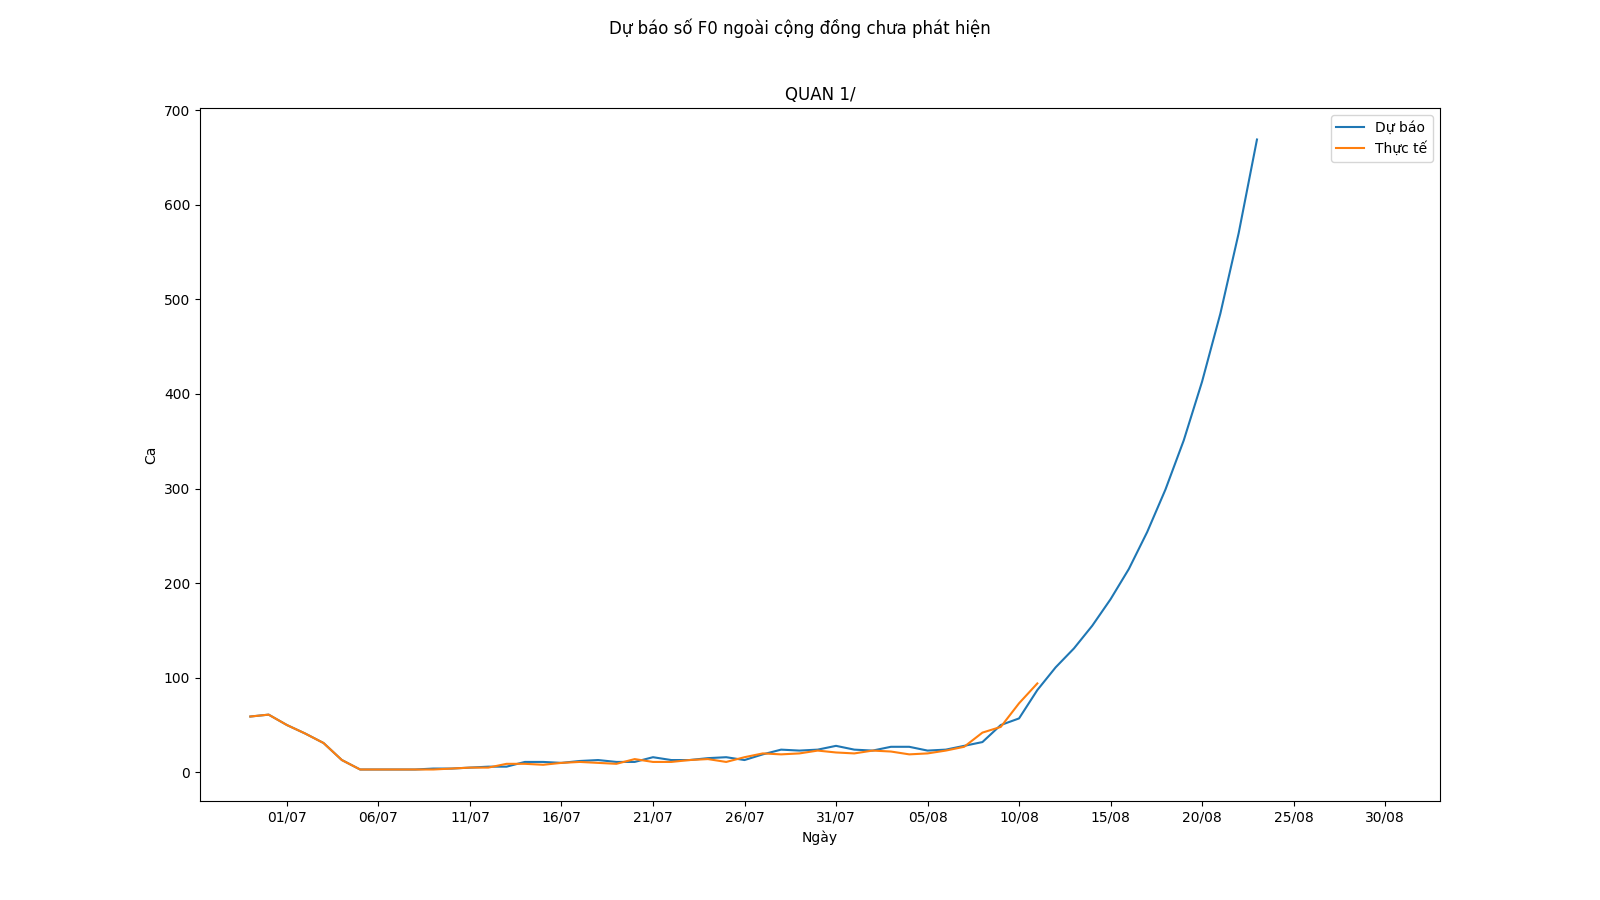 Dự báo số F0 ngoài cộng đồng chưa phát hiện
QUAN 1/
700
600
500
400
300
200
100
0
Ca
Dự báo
Thực tế
01/07 06/07 11/07 16/07 21/07 26/07 31/07 05/08 10/08 15/08 20/08 25/08 30/08
Ngày